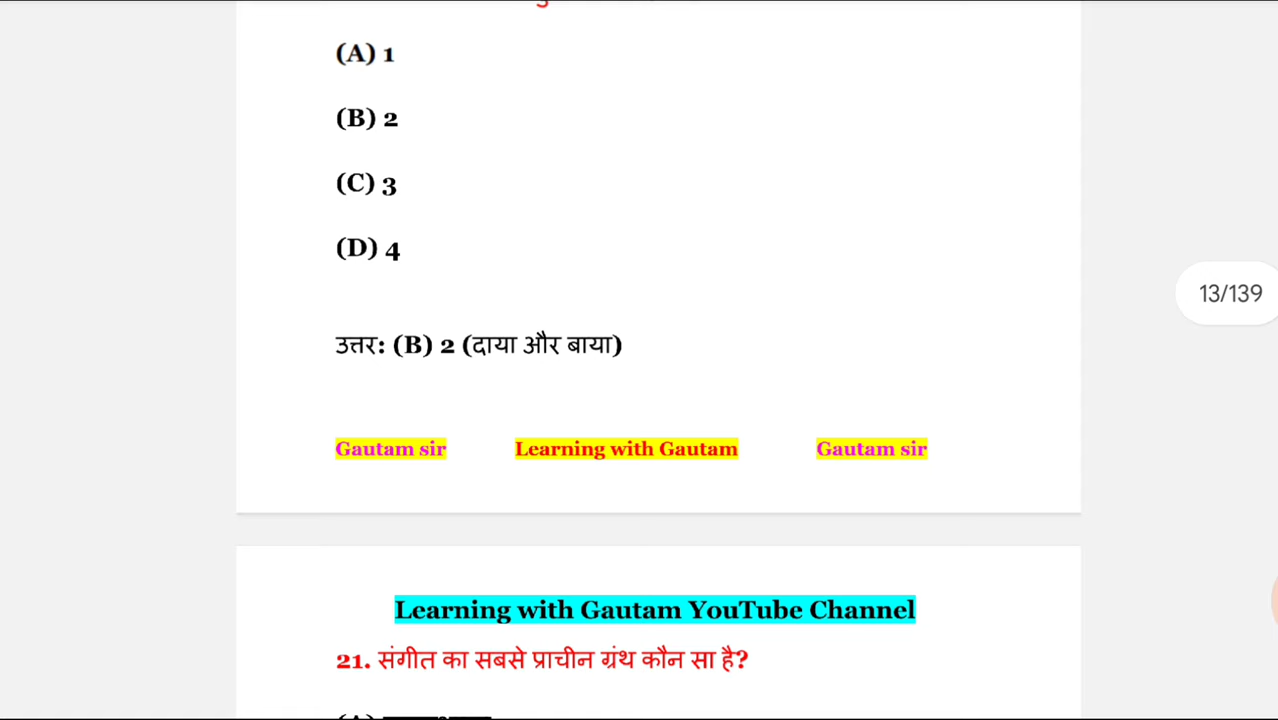 (A) 1
(B) 2
(C) 3
(D) 4
13/139
उत्तर: (B) 2 (दाया और बाया)
Gautam sir Learning with Gautam Gautam sir
Learning with Gautam YouTube Channel
21. संगीत का सबसे प्राचीन ग्रंथ कौन सा है?
(A)